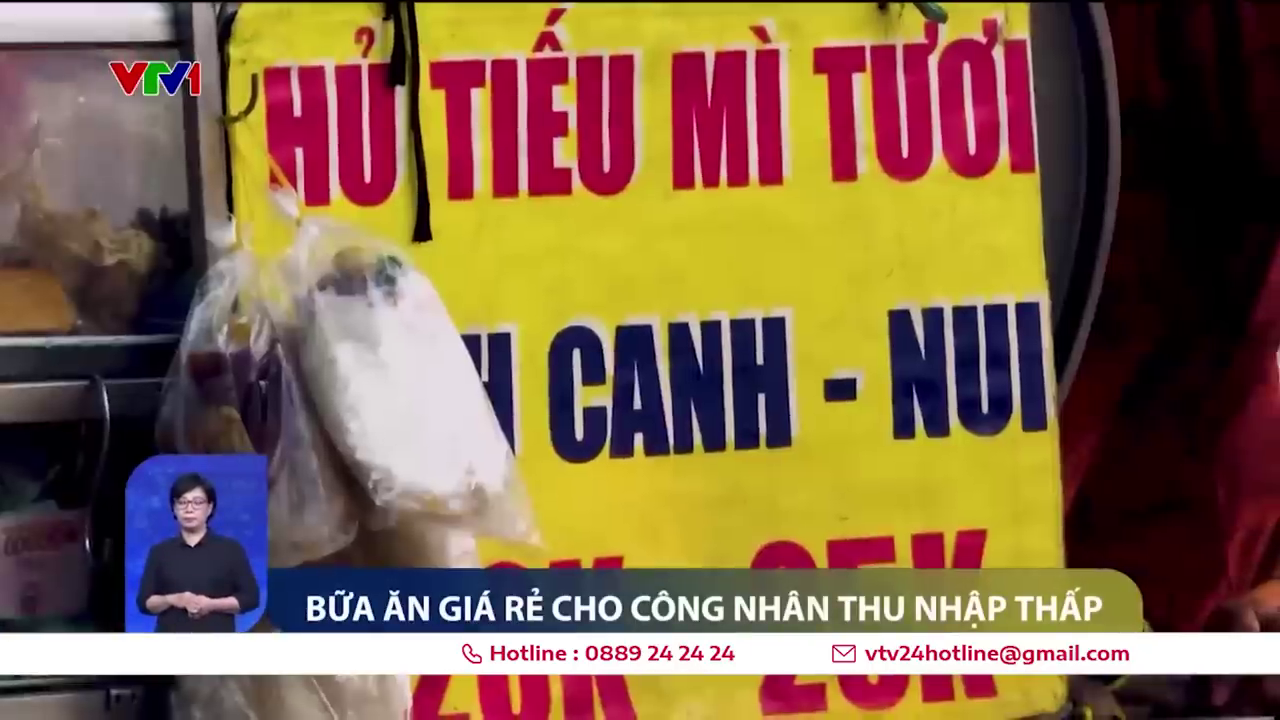 VTV1
HỦ TIẾU MÌ TƯƠI
CANH - NUI
25K
BỮA ĂN GIÁ RẺ CHO CÔNG NHÂN THU NHẬP THẤP
Hotline : 0889 24 24 24
vtv24hotline@gmail.com